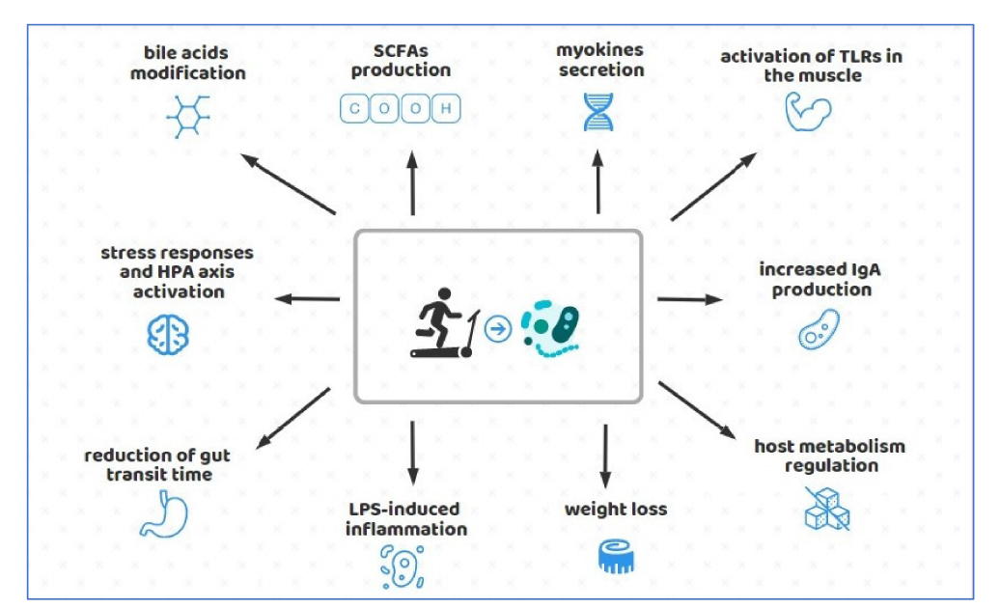 bile acids
modification
SCFAs
production
C O O H
myokines
secretion
activation of TLRs in
the muscle
stress responses
and HPA axis
activation
increased IgA
production
reduction of gut
transit time
LPS-induced
inflammation
weight loss
host metabolism
regulation